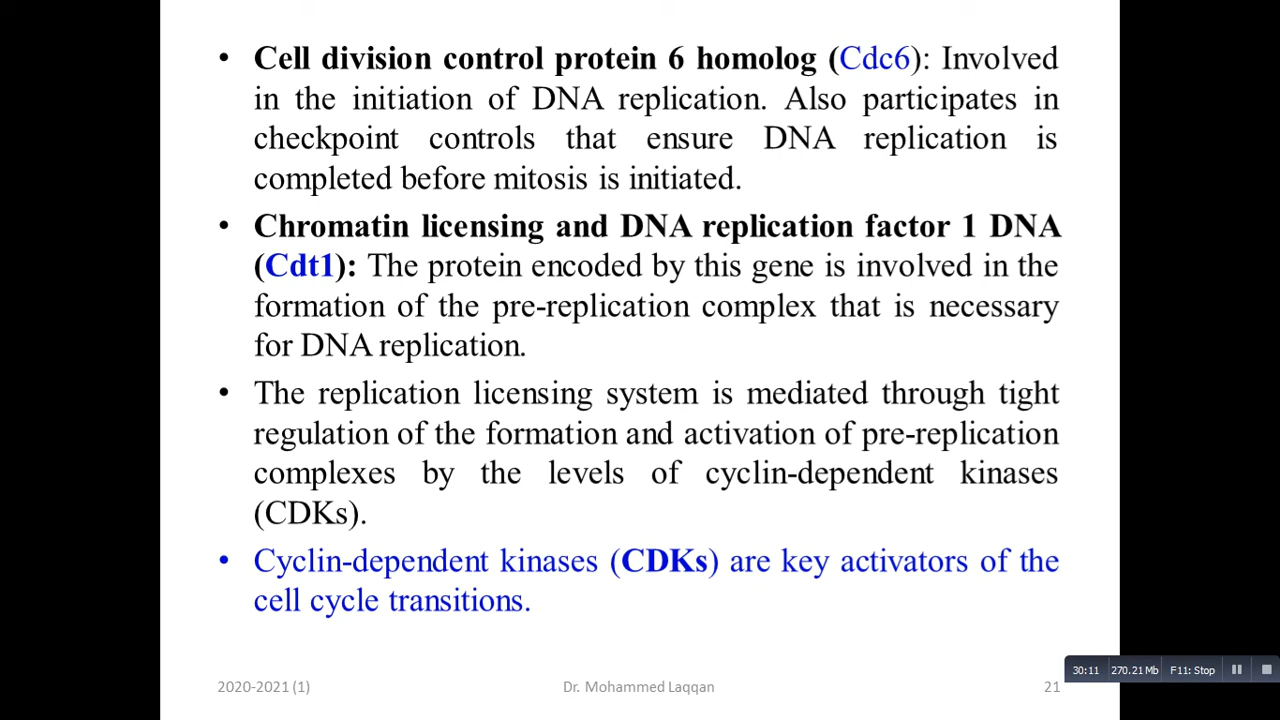 • Cell division control protein 6 homolog (Cdc6): Involved
in the initiation of DNA replication. Also participates in
checkpoint controls that ensure DNA replication is
completed before mitosis is initiated.
• Chromatin licensing and DNA replication factor 1 DNA
(Cdt1): The protein encoded by this gene is involved in the
formation of the pre-replication complex that is necessary
for DNA replication.
• The replication licensing system is mediated through tight
regulation of the formation and activation of pre-replication
complexes by the levels of cyclin-dependent kinases
(CDKs).
• Cyclin-dependent kinases (CDKs) are key activators of the
cell cycle transitions.
30:11 270.21 Mb F11: Stop
2020-2021 (1) Dr. Mohammed Laqqan 21